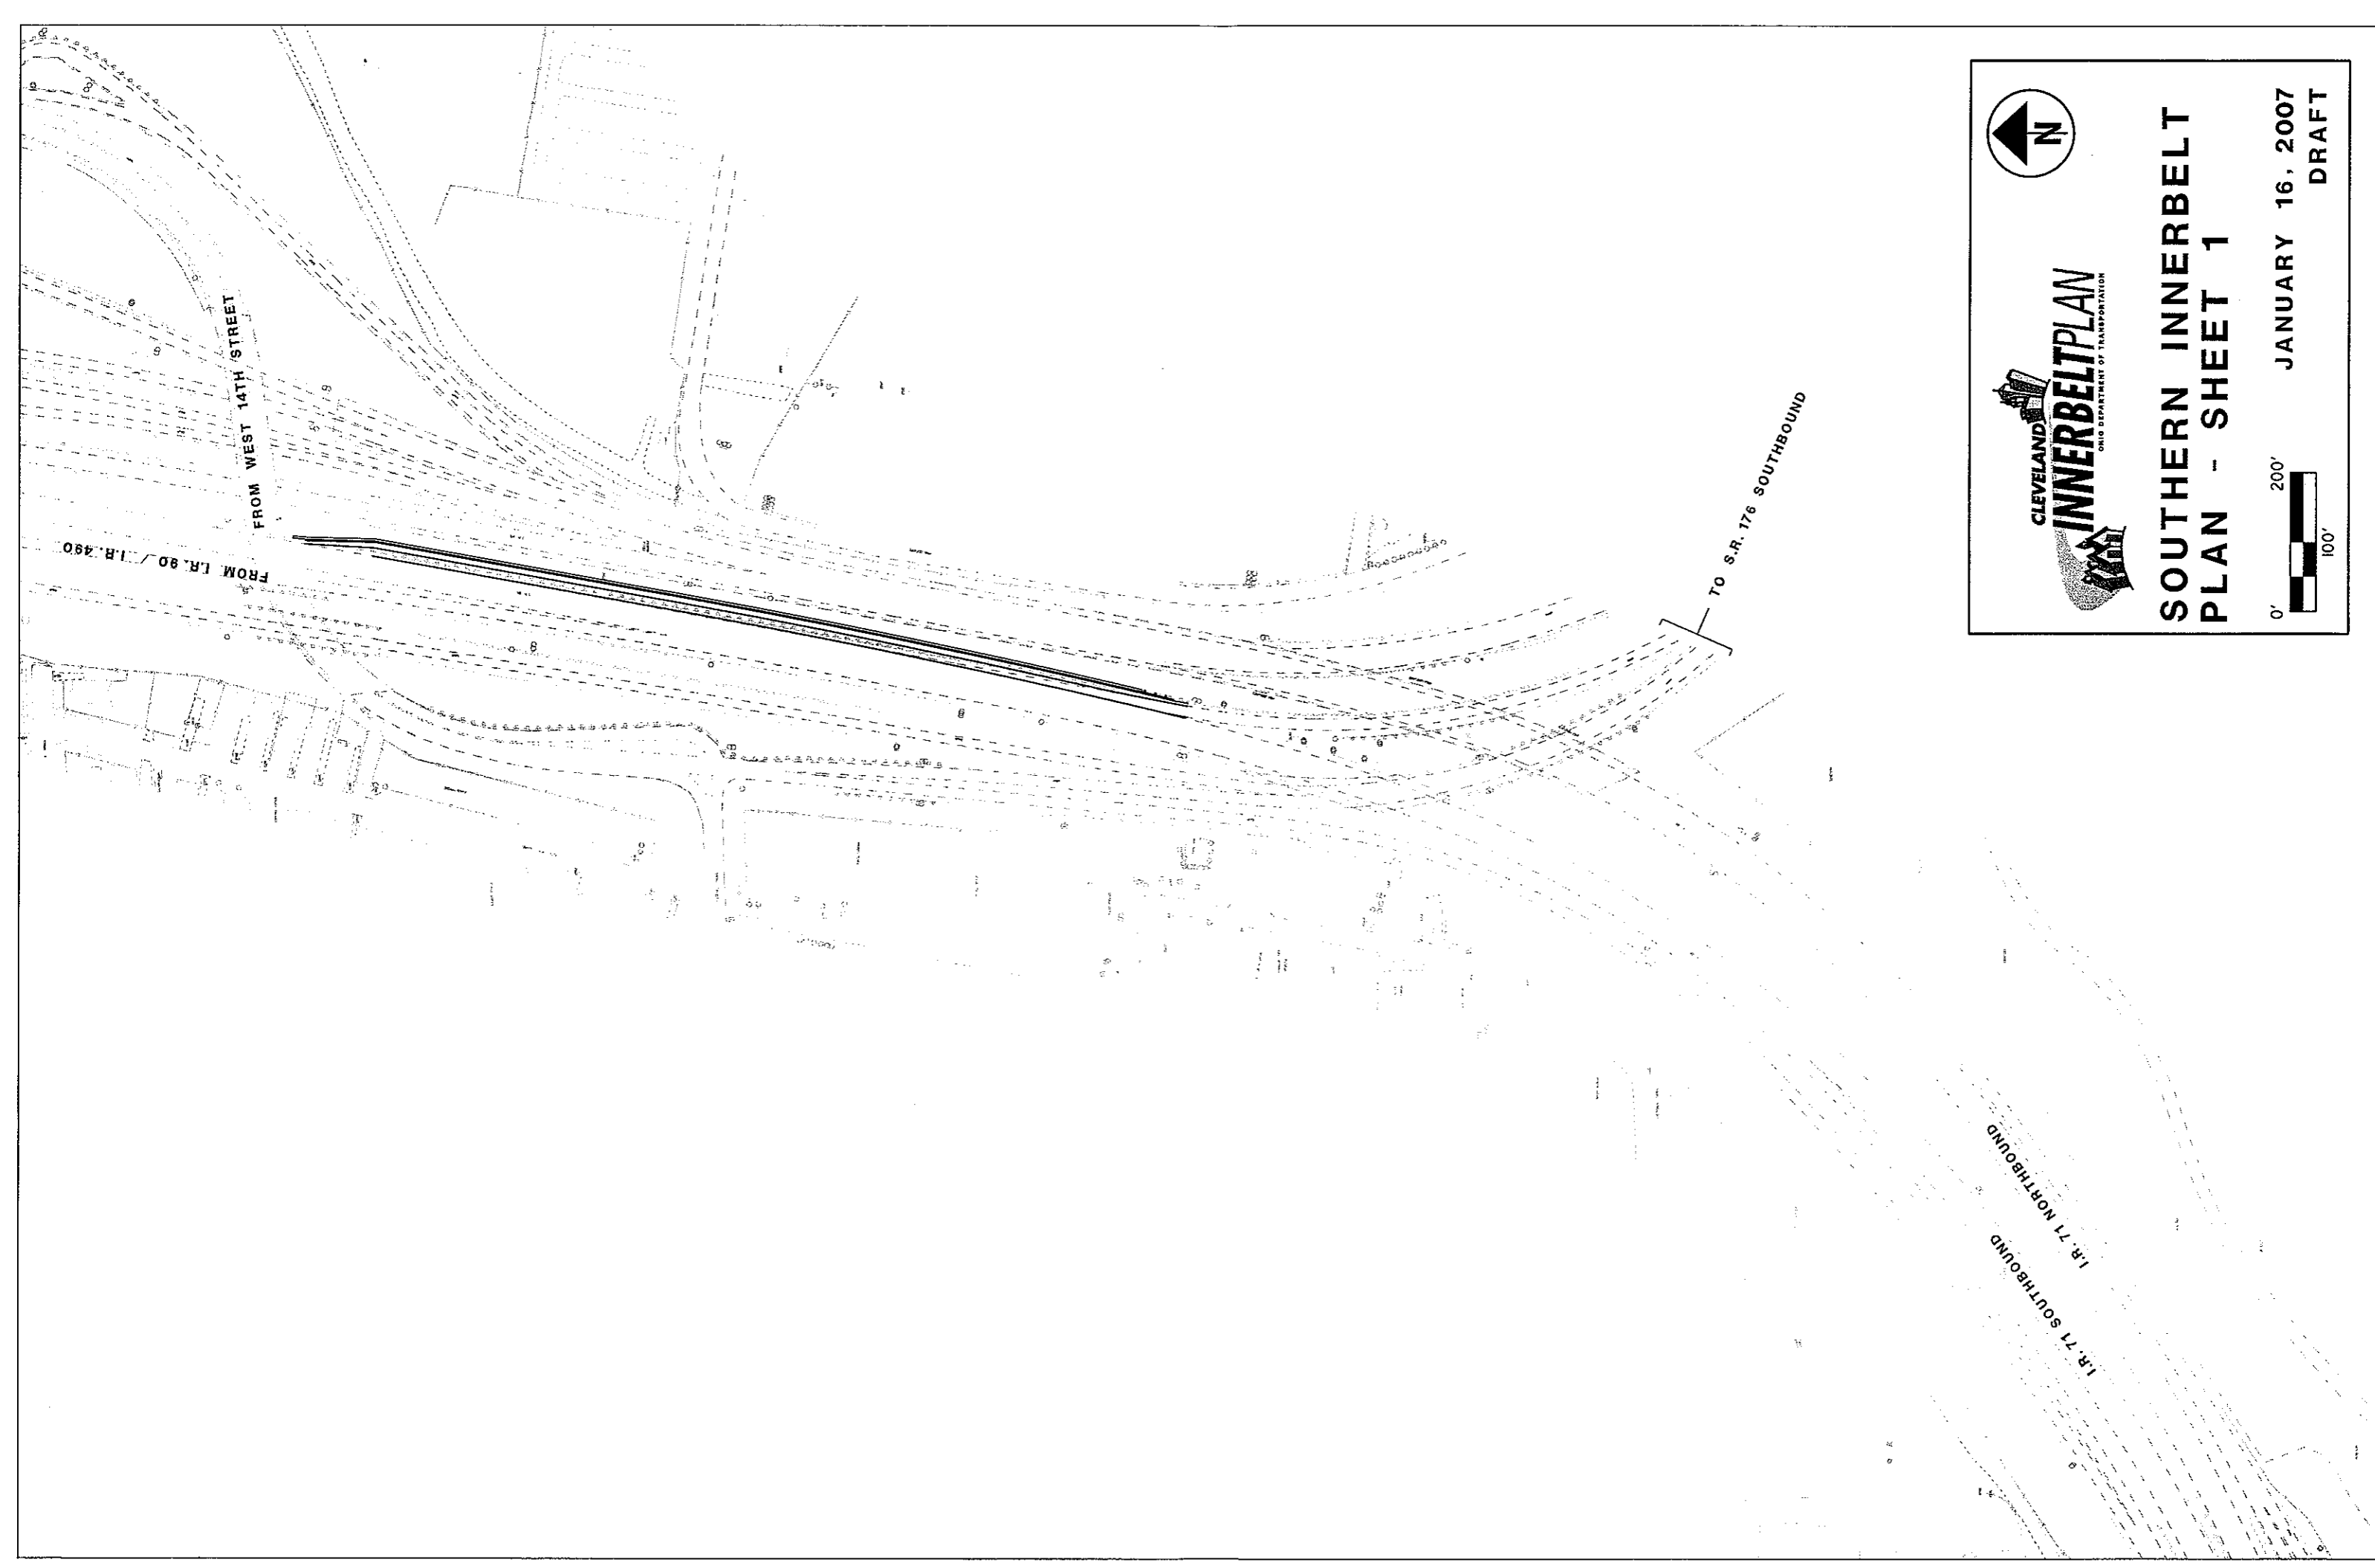 CLEVELAND
INNERBELTPLAN
OHIO DEPARTMENT OF TRANSPORTATION
N
SOUTHERN INNERBELT
PLAN - SHEET 1
0' 200'
100'
JANUARY 16, 2007
DRAFT
FROM WEST 14TH STREET
FROM I.R. 90 / I.R. 490
TO S.R. 176 SOUTHBOUND
I.R. 71 NORTHBOUND
I.R. 71 SOUTHBOUND